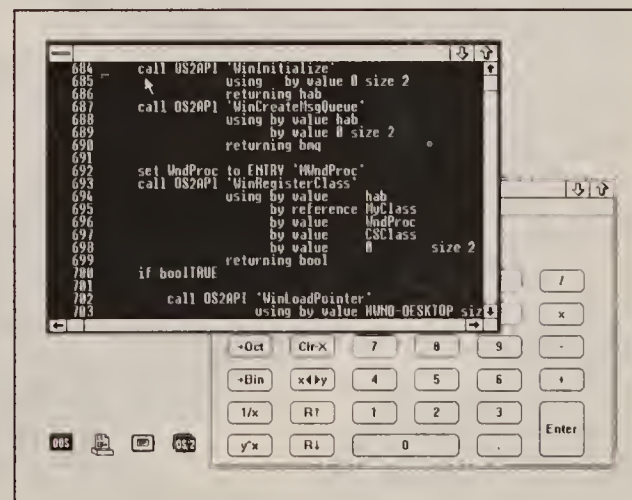 684 call OS2API 'WinInitialize'
685 using by value 0 size 2
686 returning hab
687 call OS2API 'WinCreateMsgQueue'
688 using by value hab
689 by value 0 size 2
690 returning hmq
691
692 set WndProc to ENTRY 'MWndProc'
693 call OS2API 'WinRegisterClass'
694 using by value hab
695 by reference MyClass
696 by value WndProc
697 by value CSClass
698 by value 0 size 2
699 returning bool
700 if boolTRUE
701
702 call OS2API 'WinLoadPointer'
703 using by value HWND-DESKTOP siz
/
x
→Oct Clr-X 7 8 9 -
→Bin x◄►y 4 5 6 +
1/x R↑ 1 2 3 Enter
y^x R↓ 0 .
DOS OS/2